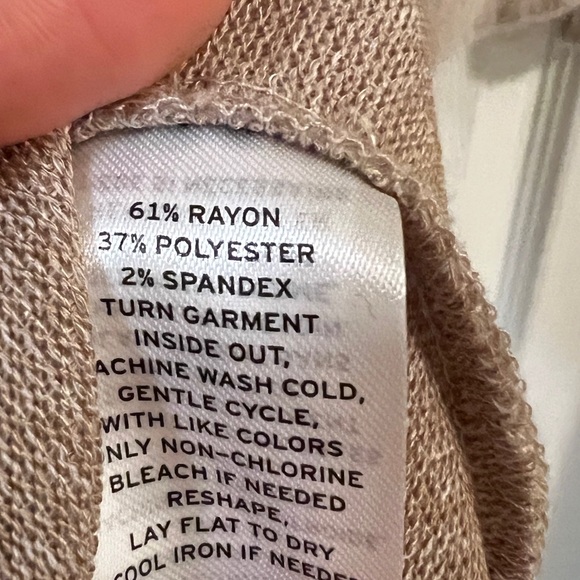 61% RAYON
37% POLYESTER
2% SPANDEX
TURN GARMENT
INSIDE OUT,
ACHINE WASH COLD,
GENTLE CYCLE,
WITH LIKE COLORS
NLY NON-CHLORINE
BLEACH IF NEEDED
RESHAPE,
LAY FLAT TO DRY
COOL IRON IF NEEDED